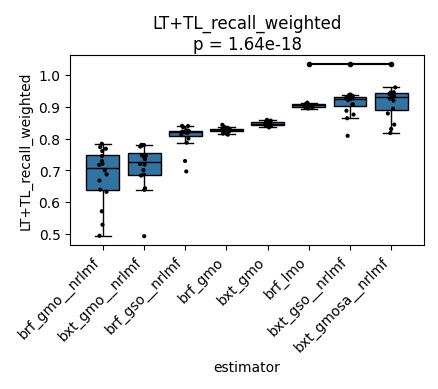 LT+TL_recall_weighted
p = 1.64e-18
LT+TL_recall_weighted
1.0
0.9
0.8
0.7
0.6
0.5
brf_gmo__nrlmf
bxt_gmo__nrlmf
brf_gso__nrlmf
brf_gmo
bxt_gmo
brf_lmo
bxt_gso__nrlmf
bxt_gmosa__nrlmf
estimator